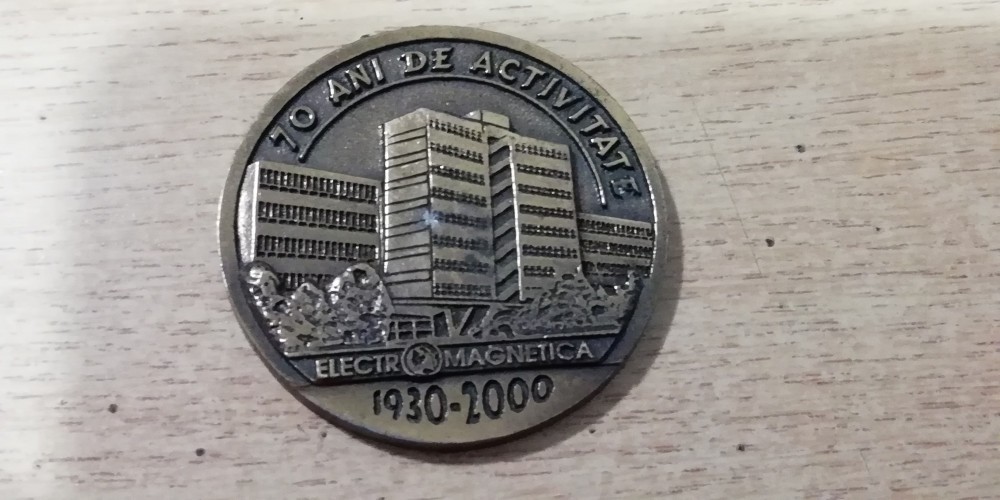 70 ANI DE ACTIVITATE
ELECTROMAGNETICA
1930-2000